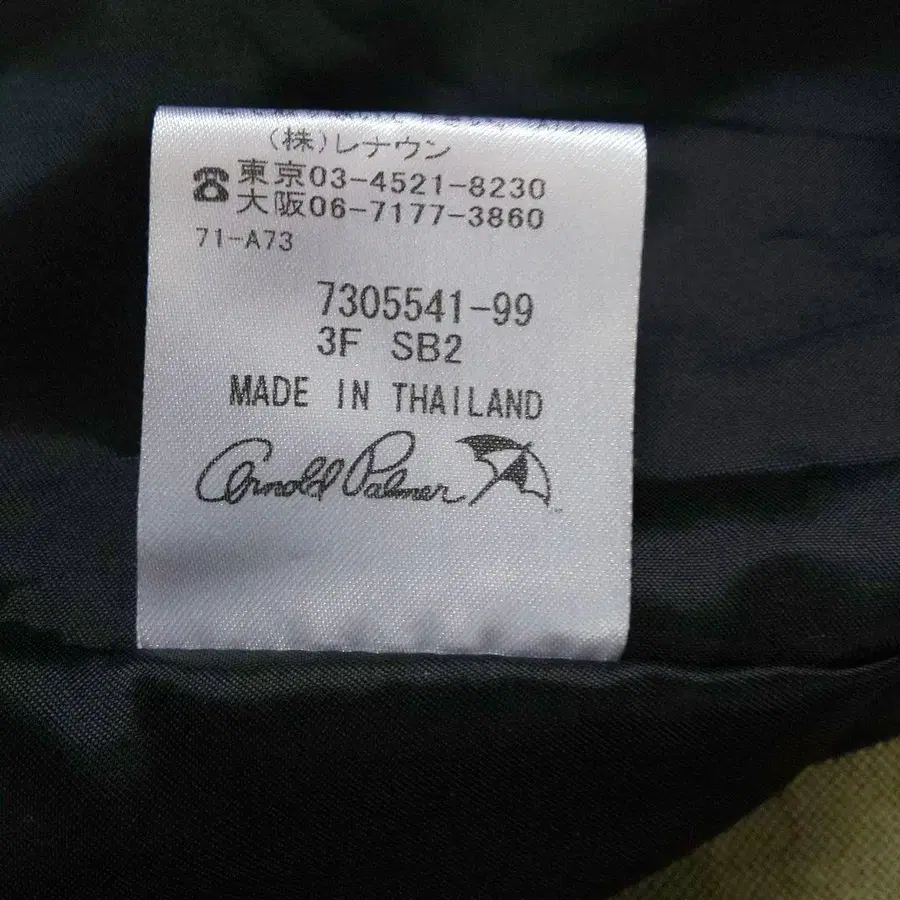 (株)レナウン
☎東京03-4521-8230
大阪06-7177-3860
71-A73
7305541-99
3F SB2
MADE IN THAILAND
Arnold Palmer